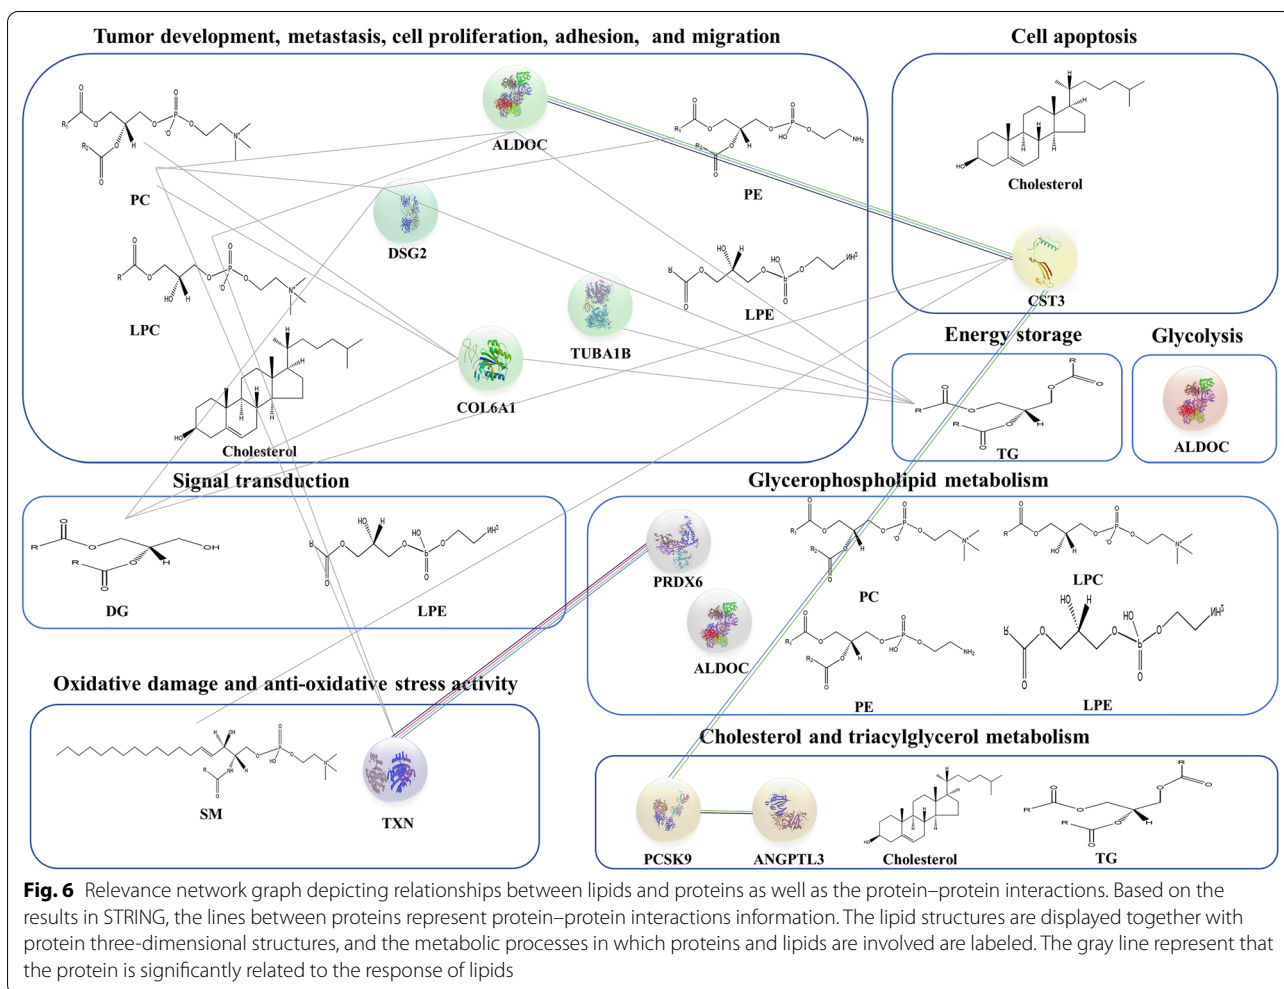 Tumor development, metastasis, cell proliferation, adhesion, and migration
ALDOC
PC
PE
DSG2
LPC
LPE
TUBA1B
COL6A1
Cholesterol
Cell apoptosis
Cholesterol
CST3
Energy storage
TG
Glycolysis
ALDOC
Signal transduction
DG
LPE
Glycerophospholipid metabolism
PRDX6
PC
LPC
ALDOC
PE
LPE
Oxidative damage and anti-oxidative stress activity
SM
TXN
Cholesterol and triacylglycerol metabolism
PCSK9
ANGPTL3
Cholesterol
TG
Fig. 6 Relevance network graph depicting relationships between lipids and proteins as well as the protein–protein interactions. Based on the
results in STRING, the lines between proteins represent protein–protein interactions information. The lipid structures are displayed together with
protein three-dimensional structures, and the metabolic processes in which proteins and lipids are involved are labeled. The gray line represent that
the protein is significantly related to the response of lipids